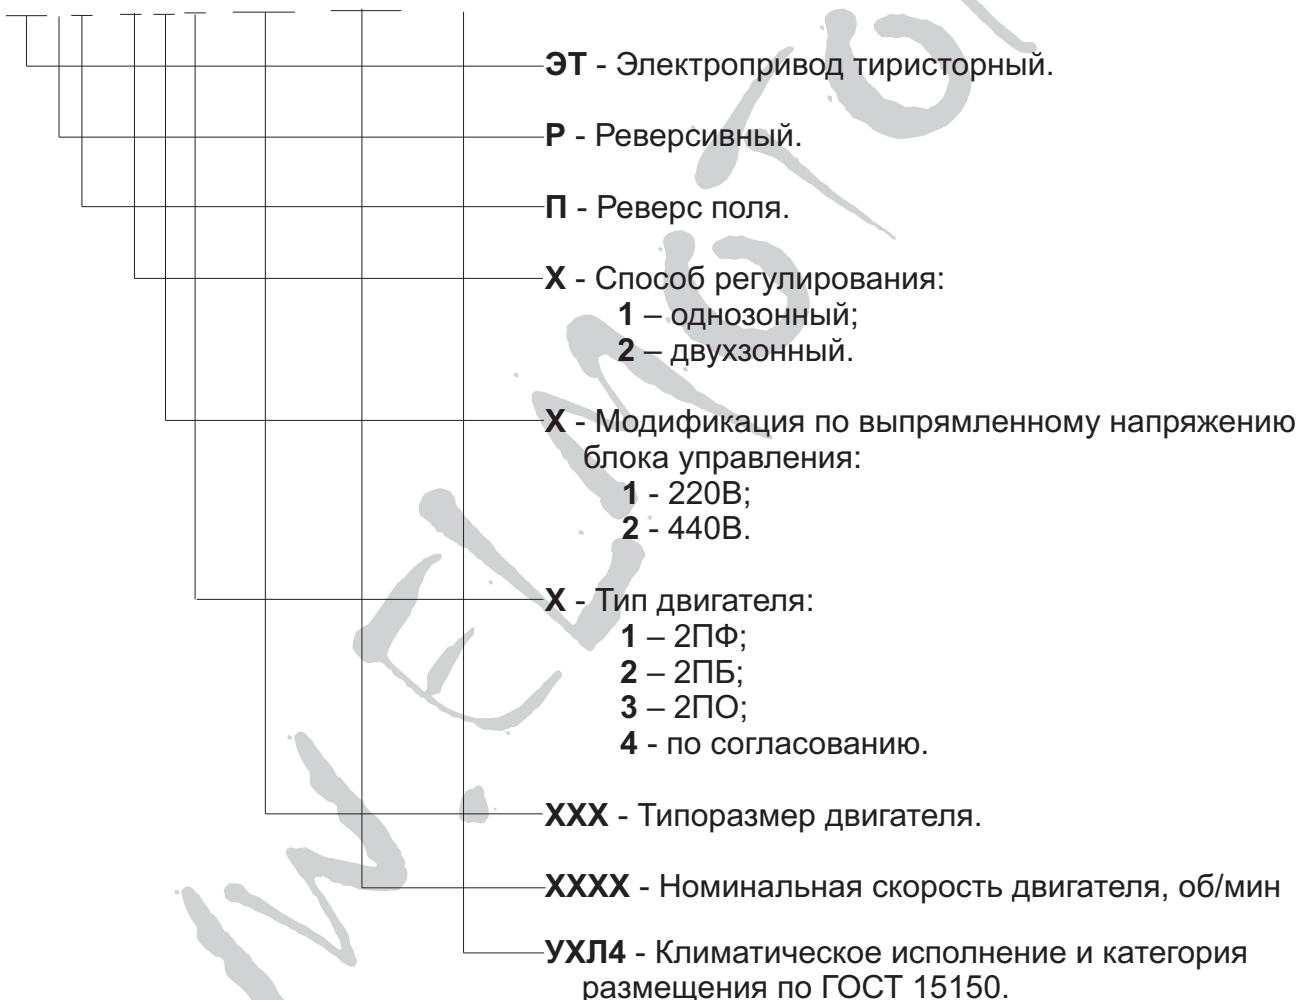 ЭТ - Электропривод тиристорный.
Р - Реверсивный.
П - Реверс поля.
Х - Способ регулирования:
1 – однозонный;
2 – двухзонный.
Х - Модификация по выпрямленному напряжению
блока управления:
1 - 220В;
2 - 440В.
Х - Тип двигателя:
1 – 2ПФ;
2 – 2ПБ;
3 – 2ПО;
4 - по согласованию.
ХХХ - Типоразмер двигателя.
ХХХХ - Номинальная скорость двигателя, об/мин
УХЛ4 - Климатическое исполнение и категория
размещения по ГОСТ 15150.
W.ELMOTO